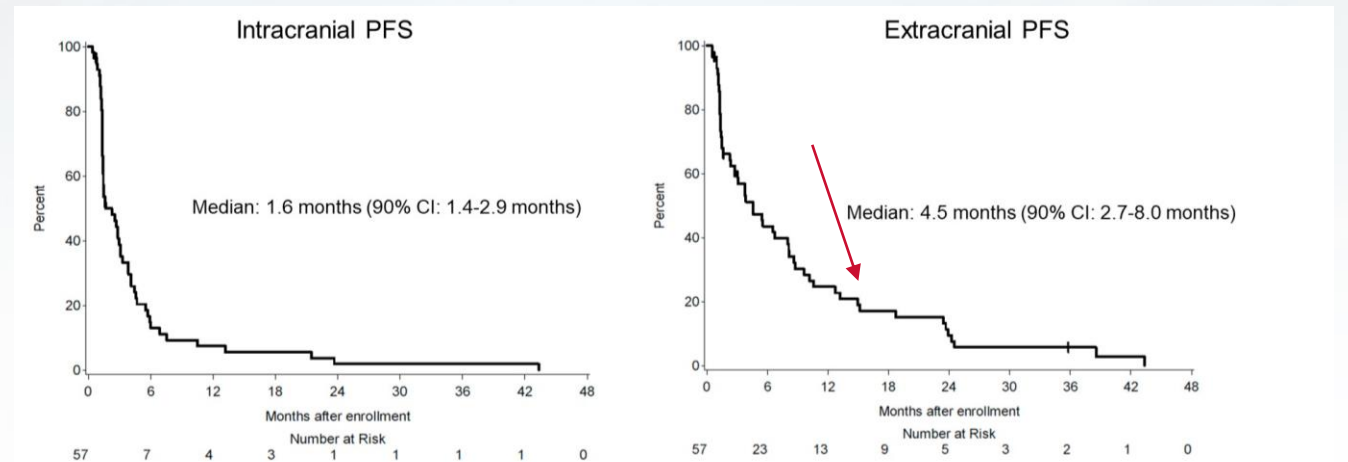 Intracranial PFS
100
80
60
40
20
0
Percent
Median: 1.6 months (90% CI: 1.4-2.9 months)
0 6 12 18 24 30 36 42 48
Months after enrollment
Number at Risk
57 7 4 3 1 1 1 1 0
Extracranial PFS
100
80
60
40
20
0
Percent
Median: 4.5 months (90% CI: 2.7-8.0 months)
0 6 12 18 24 30 36 42 48
Months after enrollment
Number at Risk
57 23 13 9 5 3 2 1 0